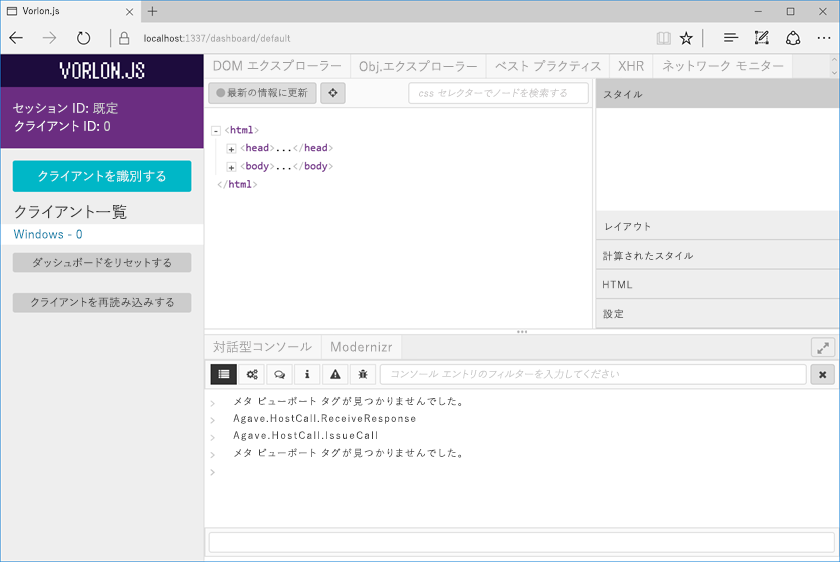 Vorlon.js
localhost:1337/dashboard/default
VORLON.JS
セッション ID: 既定
クライアント ID: 0
クライアントを識別する
クライアント一覧
Windows - 0
ダッシュボードをリセットする
クライアントを再読み込みする
DOM エクスプローラー
Obj.エクスプローラー
ベスト プラクティス
XHR
ネットワーク モニター
最新の情報に更新
css セレクターでノードを検索する
<html>
<head>...</head>
<body>...</body>
</html>
スタイル
レイアウト
計算されたスタイル
HTML
設定
対話型コンソール
Modernizr
コンソール エントリのフィルターを入力してください
> メタ ビューポート タグが見つかりませんでした。
> Agave.HostCall.ReceiveResponse
> Agave.HostCall.IssueCall
> メタ ビューポート タグが見つかりませんでした。
>